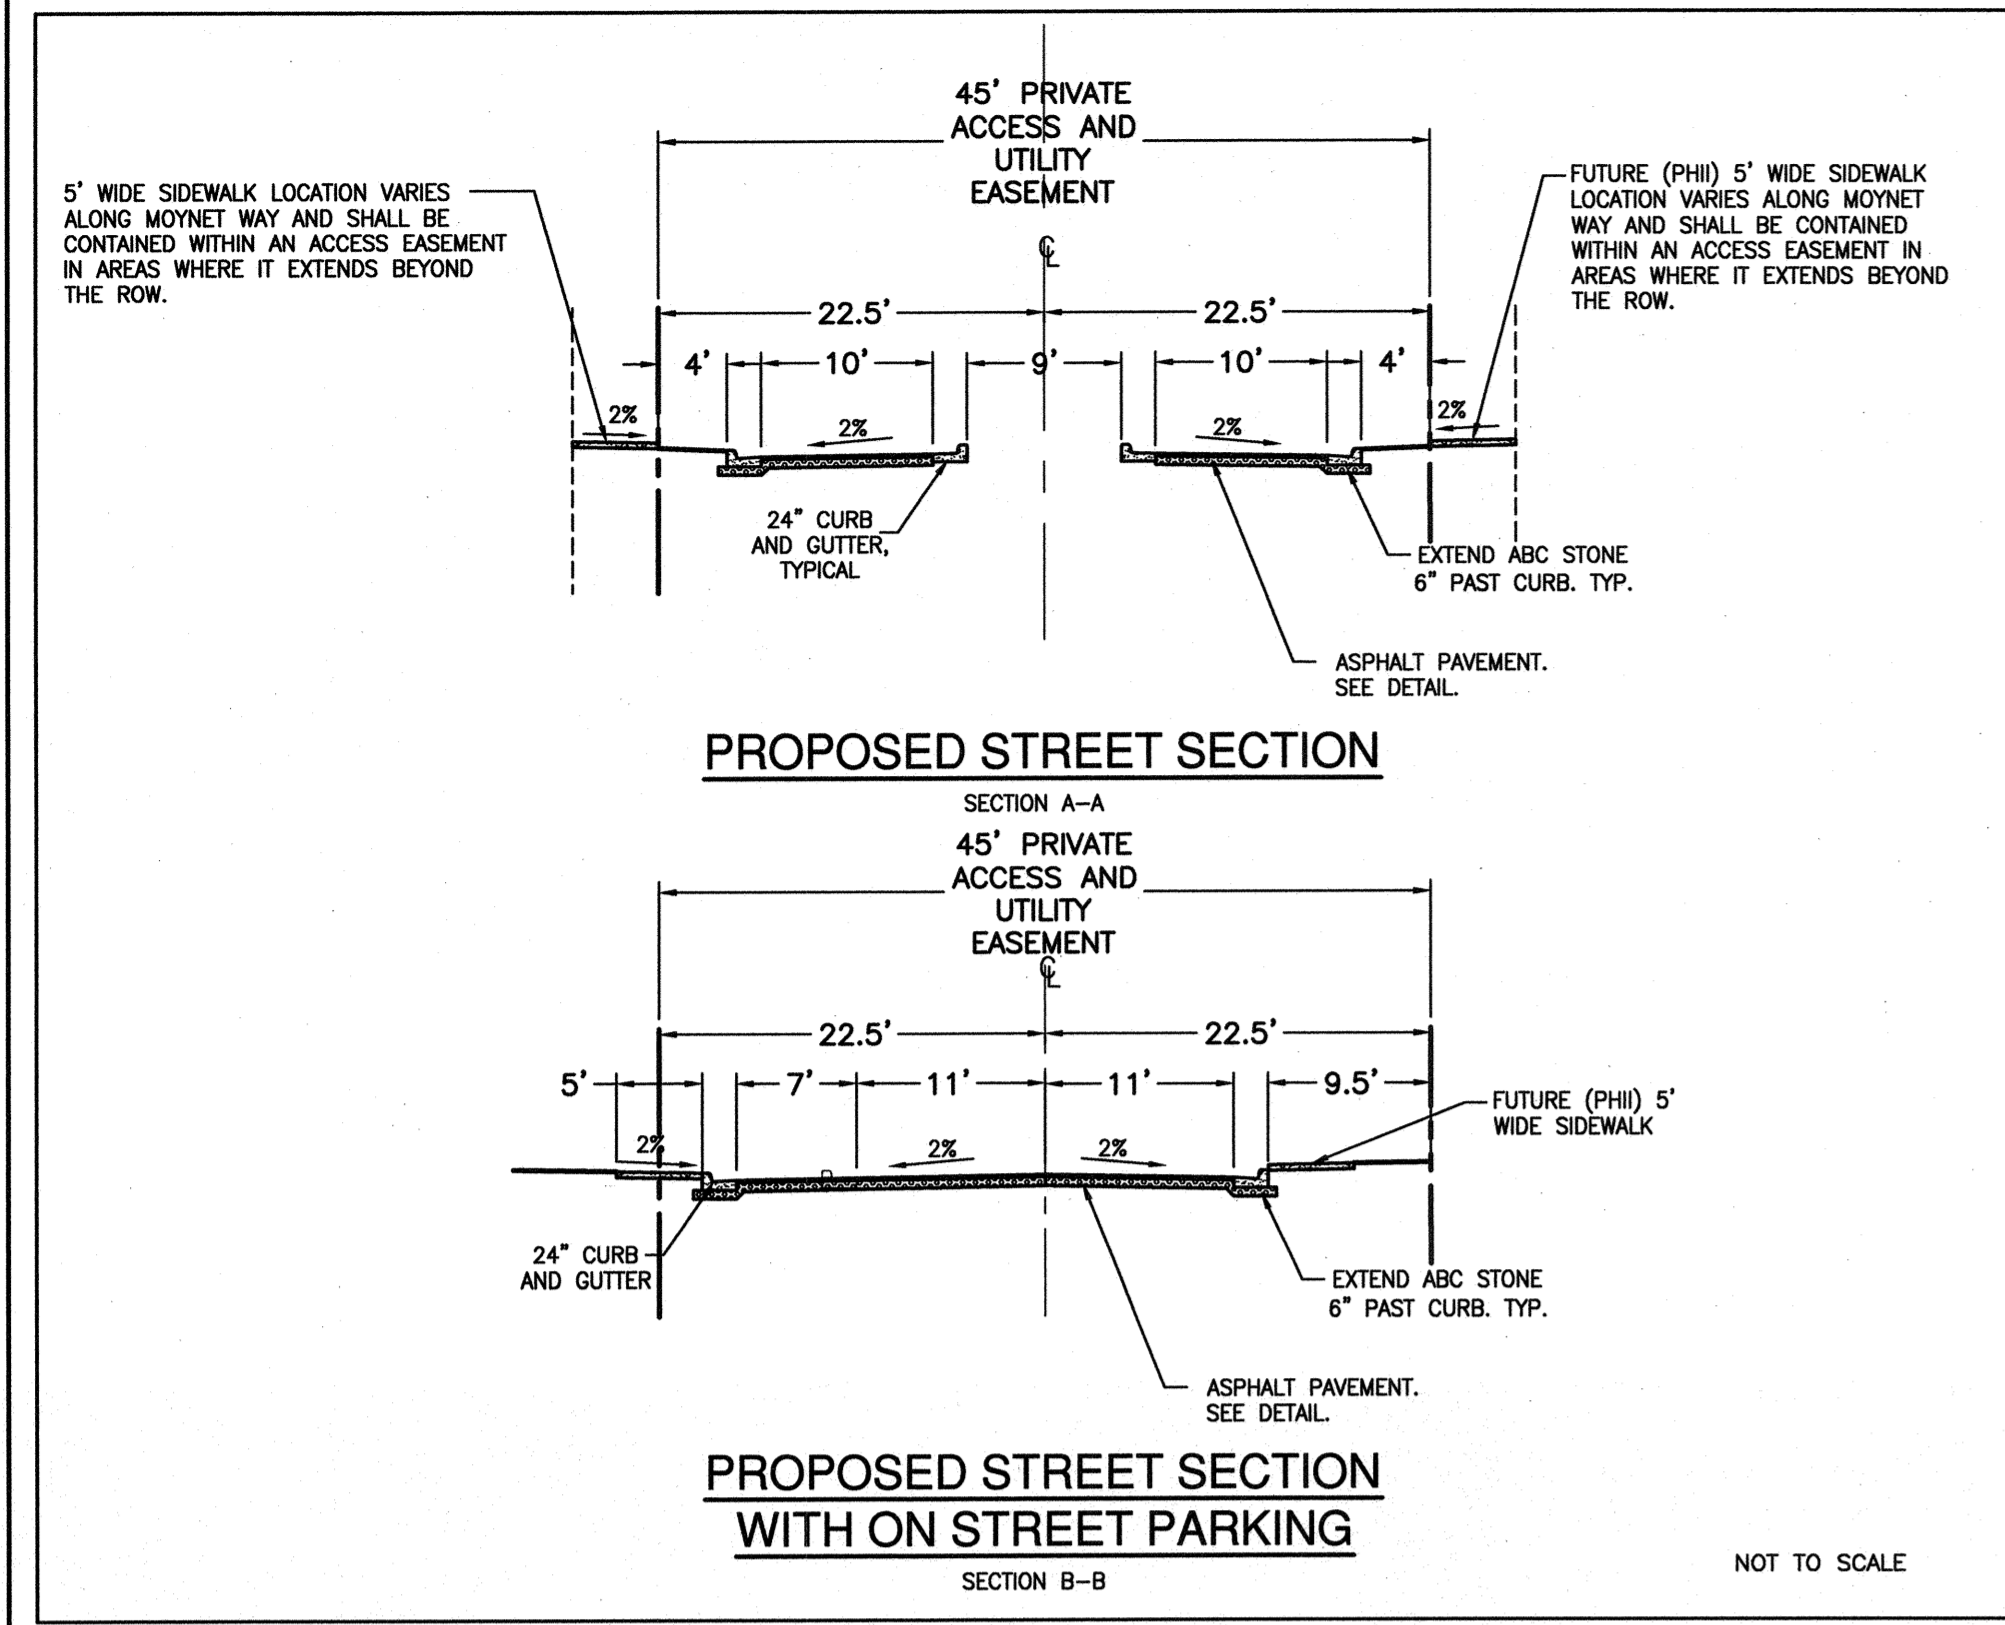 45' PRIVATE
ACCESS AND
UTILITY
EASEMENT
5' WIDE SIDEWALK LOCATION VARIES
ALONG MOYNET WAY AND SHALL BE
CONTAINED WITHIN AN ACCESS EASEMENT
IN AREAS WHERE IT EXTENDS BEYOND
THE ROW.
FUTURE (PHII) 5' WIDE SIDEWALK
LOCATION VARIES ALONG MOYNET
WAY AND SHALL BE CONTAINED
WITHIN AN ACCESS EASEMENT IN
AREAS WHERE IT EXTENDS BEYOND
THE ROW.
CL
22.5' 22.5'
4' 10' 9' 10' 4'
2% 2% 2% 2%
24" CURB
AND GUTTER,
TYPICAL
EXTEND ABC STONE
6" PAST CURB. TYP.
ASPHALT PAVEMENT.
SEE DETAIL.
PROPOSED STREET SECTION
SECTION A-A
45' PRIVATE
ACCESS AND
UTILITY
EASEMENT
CL
22.5' 22.5'
5' 7' 11' 11' 9.5'
FUTURE (PHII) 5'
WIDE SIDEWALK
2% 2% 2%
24" CURB
AND GUTTER
EXTEND ABC STONE
6" PAST CURB. TYP.
ASPHALT PAVEMENT.
SEE DETAIL.
PROPOSED STREET SECTION
WITH ON STREET PARKING
SECTION B-B
NOT TO SCALE